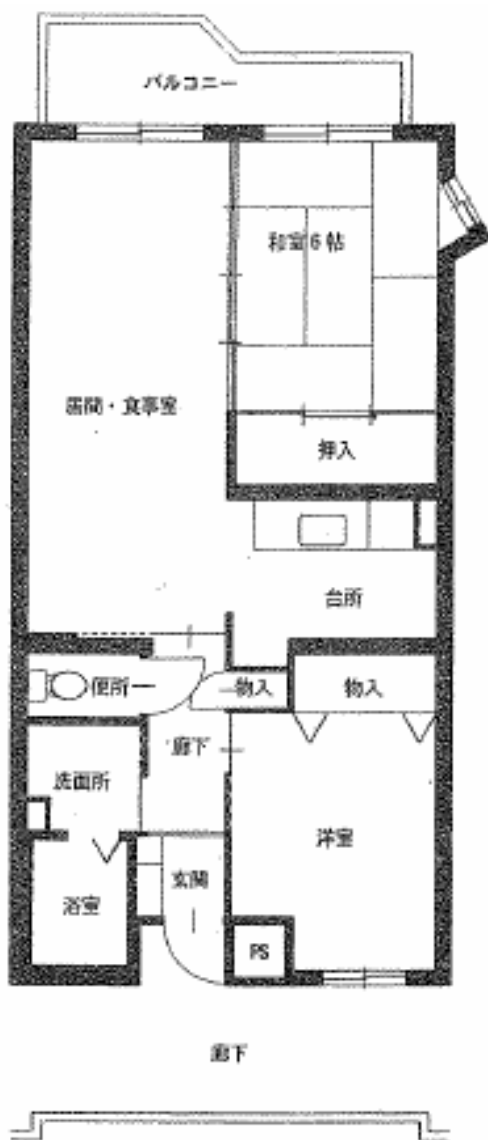 バルコニー
和室6帖
居間・食事室
押入
台所
便所
物入
物入
廊下
洗面所
洋室
浴室
玄関
PS
廊下